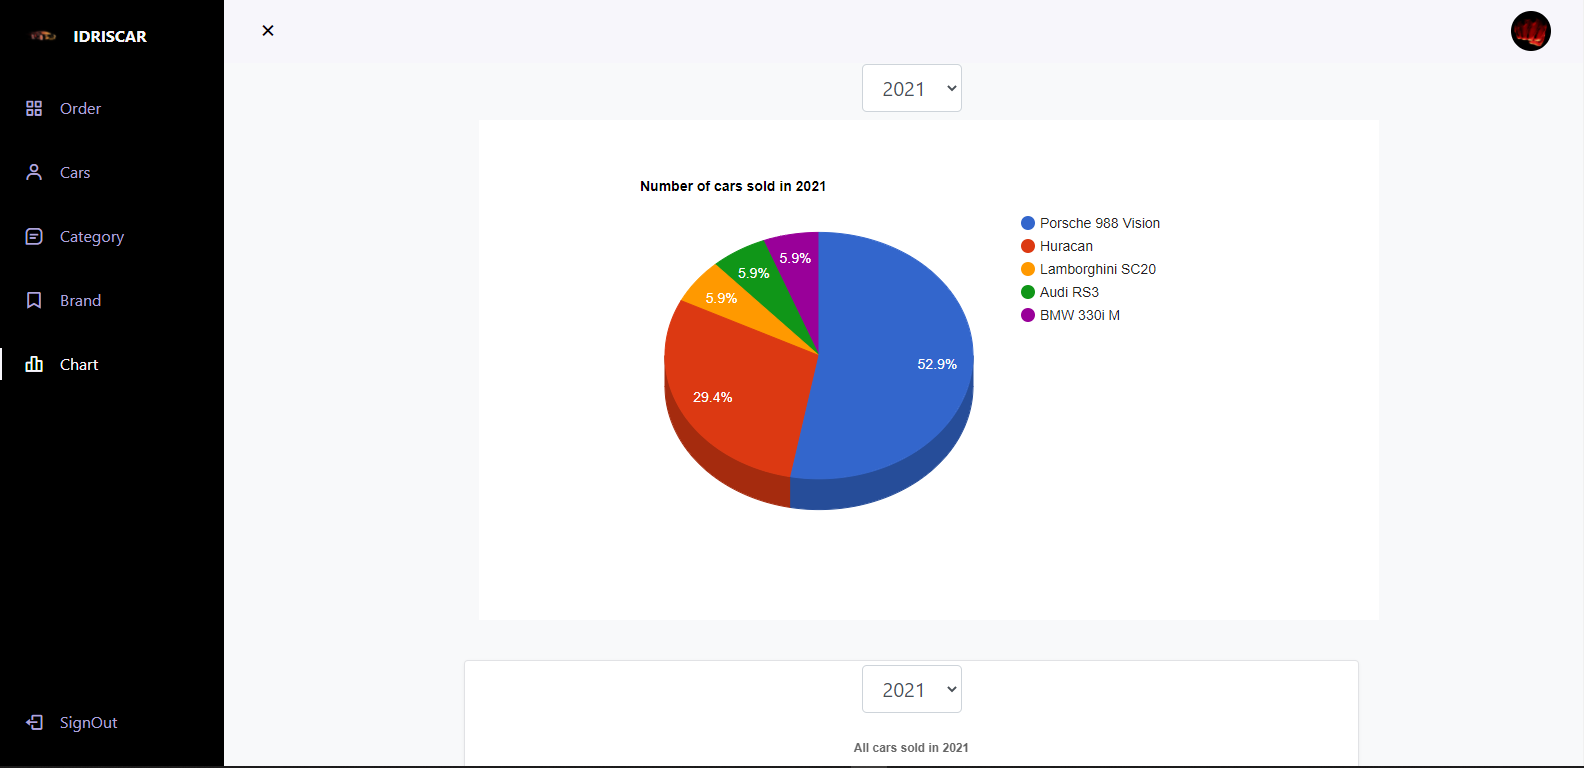 IDRISCAR
Order
Cars
Category
Brand
Chart
SignOut
2021
Number of cars sold in 2021
Porsche 988 Vision
Huracan
Lamborghini SC20
Audi RS3
BMW 330i M
5.9%
5.9%
5.9%
52.9%
29.4%
2021
All cars sold in 2021